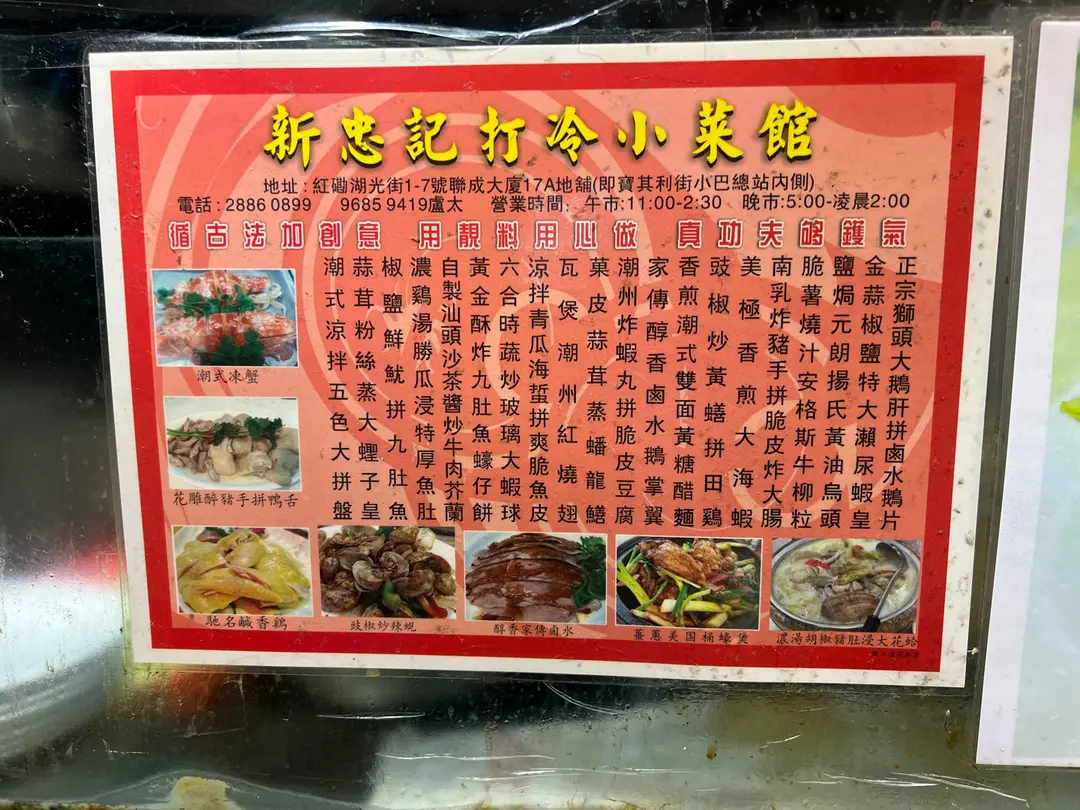 新忠記打冷小菜館
地址:紅磡湖光街1-7號聯成大廈17A地舖(即寶其利街小巴總站內側)
電話:2886 0899 9685 9419盧太 營業時間: 午市:11:00-2:30 晚市:5:00-凌晨2:00
循古法加創意 用靚料用心做 真功夫夠鑊氣
正宗獅頭大鵝肝拼鹵水鵝片
金蒜椒鹽特大瀨尿蝦皇
鹽焗元朗揚氏黃油烏頭
脆薯燒汁安格斯牛柳粒
南乳炸豬手拼脆皮炸大腸
美極香煎大海蝦
豉椒炒黃鱔拼田鷄
香煎潮式雙面黃糖醋麵
家傳醇香鹵水鵝掌翼
潮州炸蝦丸拼脆皮豆腐
菓皮蒜茸蒸蟠龍鱔
瓦煲潮州紅燒翅
涼拌青瓜海蜇拼爽脆魚皮
六合時蔬炒玻璃大蝦球
黃金酥炸九肚魚蠔仔餅
自製汕頭沙茶醬炒牛肉芥蘭
濃鷄湯勝瓜浸特厚魚肚
椒鹽鮮魷拼九肚魚
蒜茸粉絲蒸大蟶子皇
潮式涼拌五色大拼盤
潮式凍蟹
花雕醉豬手拼鴨舌
馳名鹹香鷄
豉椒炒辣蜆
醇香家傳鹵水
薑蔥美国桶蠔煲
濃湯胡椒豬肚浸大花蛤